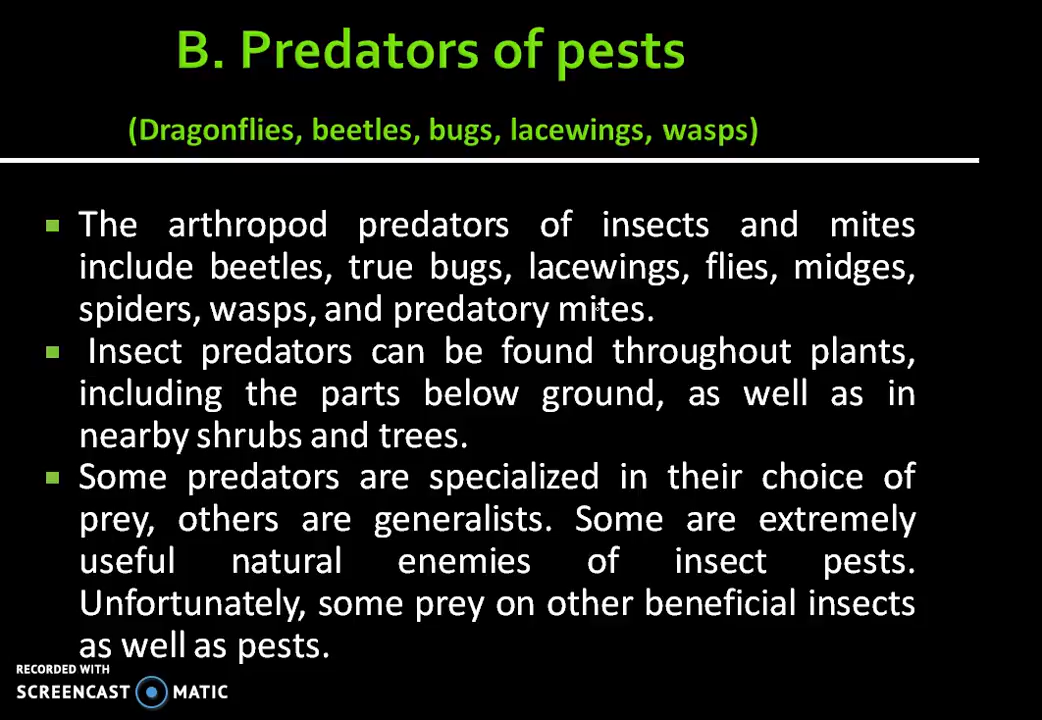 B. Predators of pests
(Dragonflies, beetles, bugs, lacewings, wasps)
The arthropod predators of insects and mites
include beetles, true bugs, lacewings, flies, midges,
spiders, wasps, and predatory mites.
Insect predators can be found throughout plants,
including the parts below ground, as well as in
nearby shrubs and trees.
Some predators are specialized in their choice of
prey, others are generalists. Some are extremely
useful natural enemies of insect pests.
Unfortunately, some prey on other beneficial insects
as well as pests.
RECORDED WITH
SCREENCAST MATIC